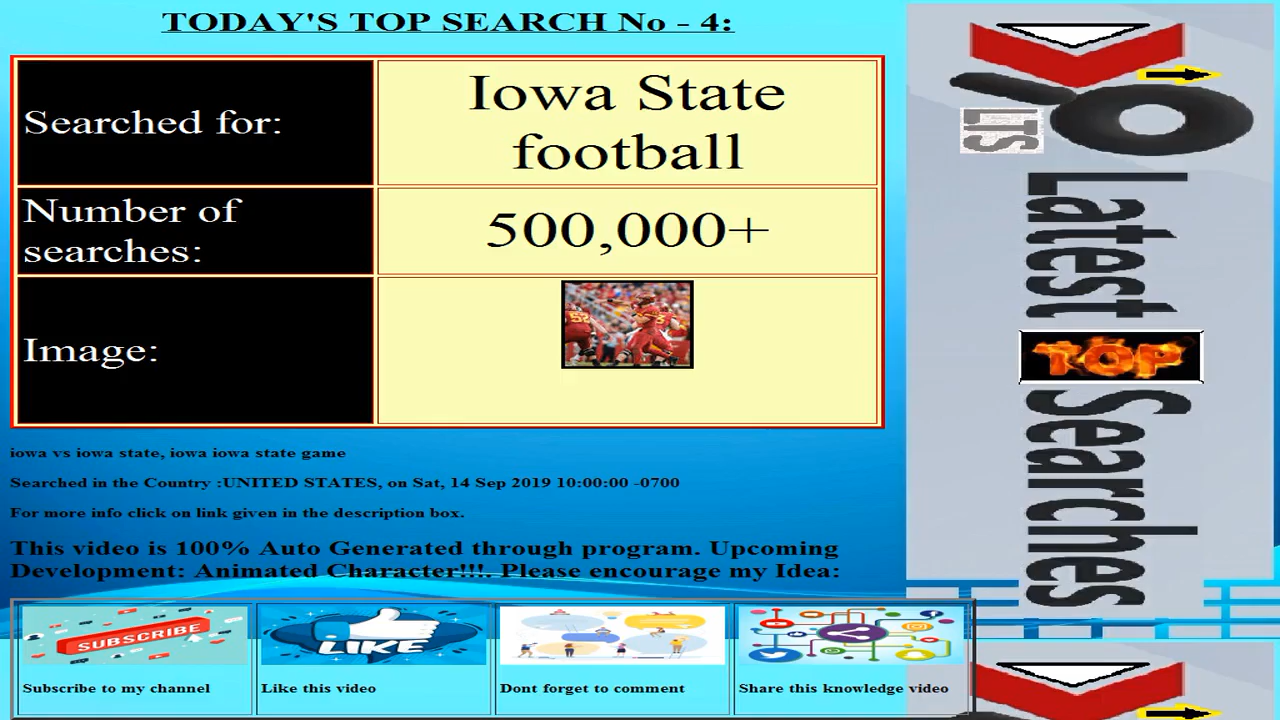 TODAY'S TOP SEARCH No - 4:
Searched for:
Iowa State
football
Number of
searches:
500,000+
Image:
52
iowa vs iowa state, iowa iowa state game
Searched in the Country :UNITED STATES, on Sat, 14 Sep 2019 10:00:00 -0700
For more info click on link given in the description box.
This video is 100% Auto Generated through program. Upcoming
Development: Animated Character!!!. Please encourage my Idea:
SUBSCRIBE
LIKE
Subscribe to my channel
Like this video
Dont forget to comment
Share this knowledge video
LTS
Latest
TOP
Searches